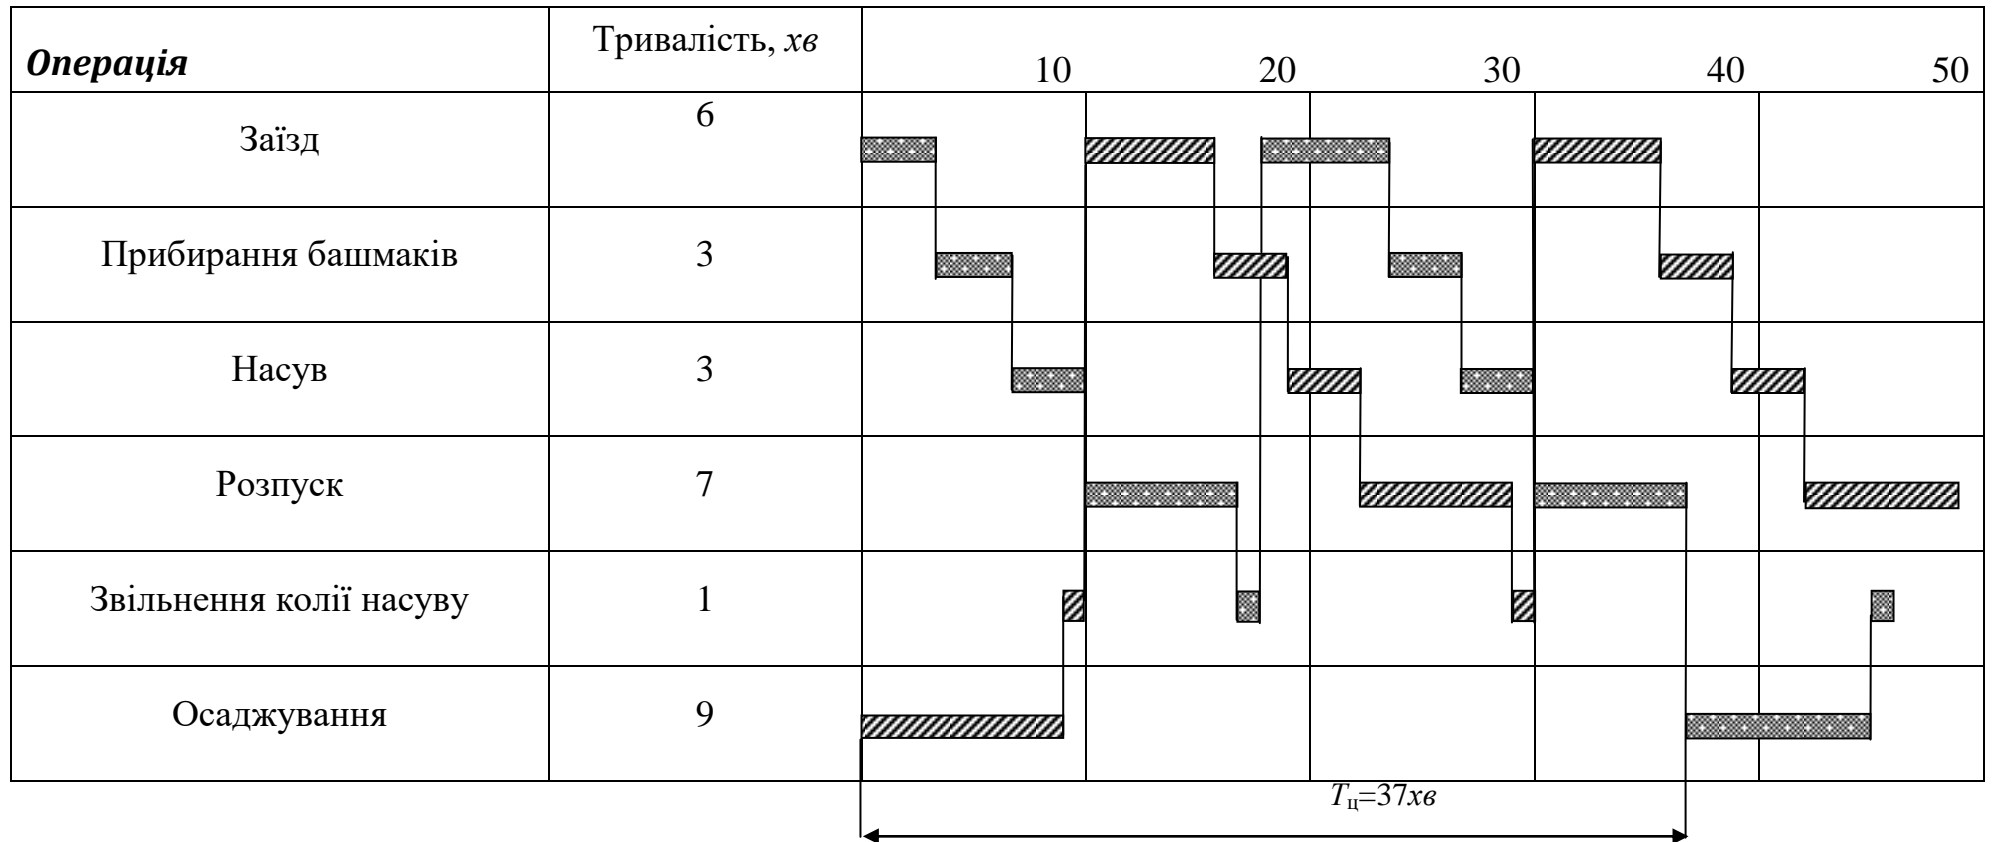 Операція Тривалість, хв 10 20 30 40 50
Заїзд 6
Прибирання башмаків 3
Насув 3
Розпуск 7
Звільнення колії насуву 1
Осаджування 9
Tц=37хв